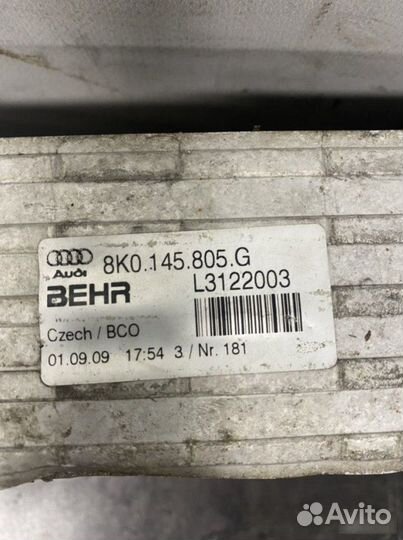 Audi
8K0.145.805.G
BEHR
L3122003
Czech / BCO
01.09.09 17:54 3 / Nr. 181
Avito